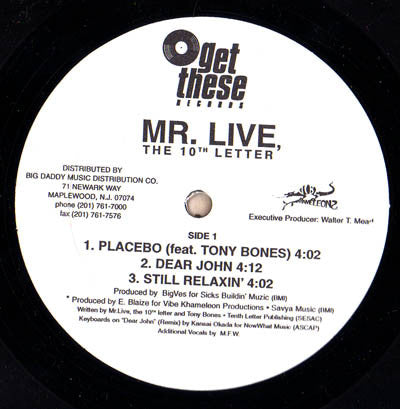 get
these
RECORDS
MR. LIVE,
THE 10TH LETTER
DISTRIBUTED BY
BIG DADDY MUSIC DISTRIBUTION CO.
71 NEWARK WAY
MAPLEWOOD, N.J. 07074
phone (201) 761-7000
fax (201) 761-7576
Executive Producer: Walter T. Mead
SIDE 1
1. PLACEBO (feat. TONY BONES) 4:02
2. DEAR JOHN 4:12
3. STILL RELAXIN' 4:02
Produced by BigVes for Sicks Buildin' Muzic (BMI)
* Produced by E. Blaize for Vibe Khameleon Productions • Savya Music (BMI)
Written by Mr.Live, the 10th letter and Tony Bones • Tenth Letter Publishing (SESAC)
Keyboards on "Dear John" (Remix) by Kansai Okada for NowWhat Music (ASCAP)
Additional Vocals by M.F.W.